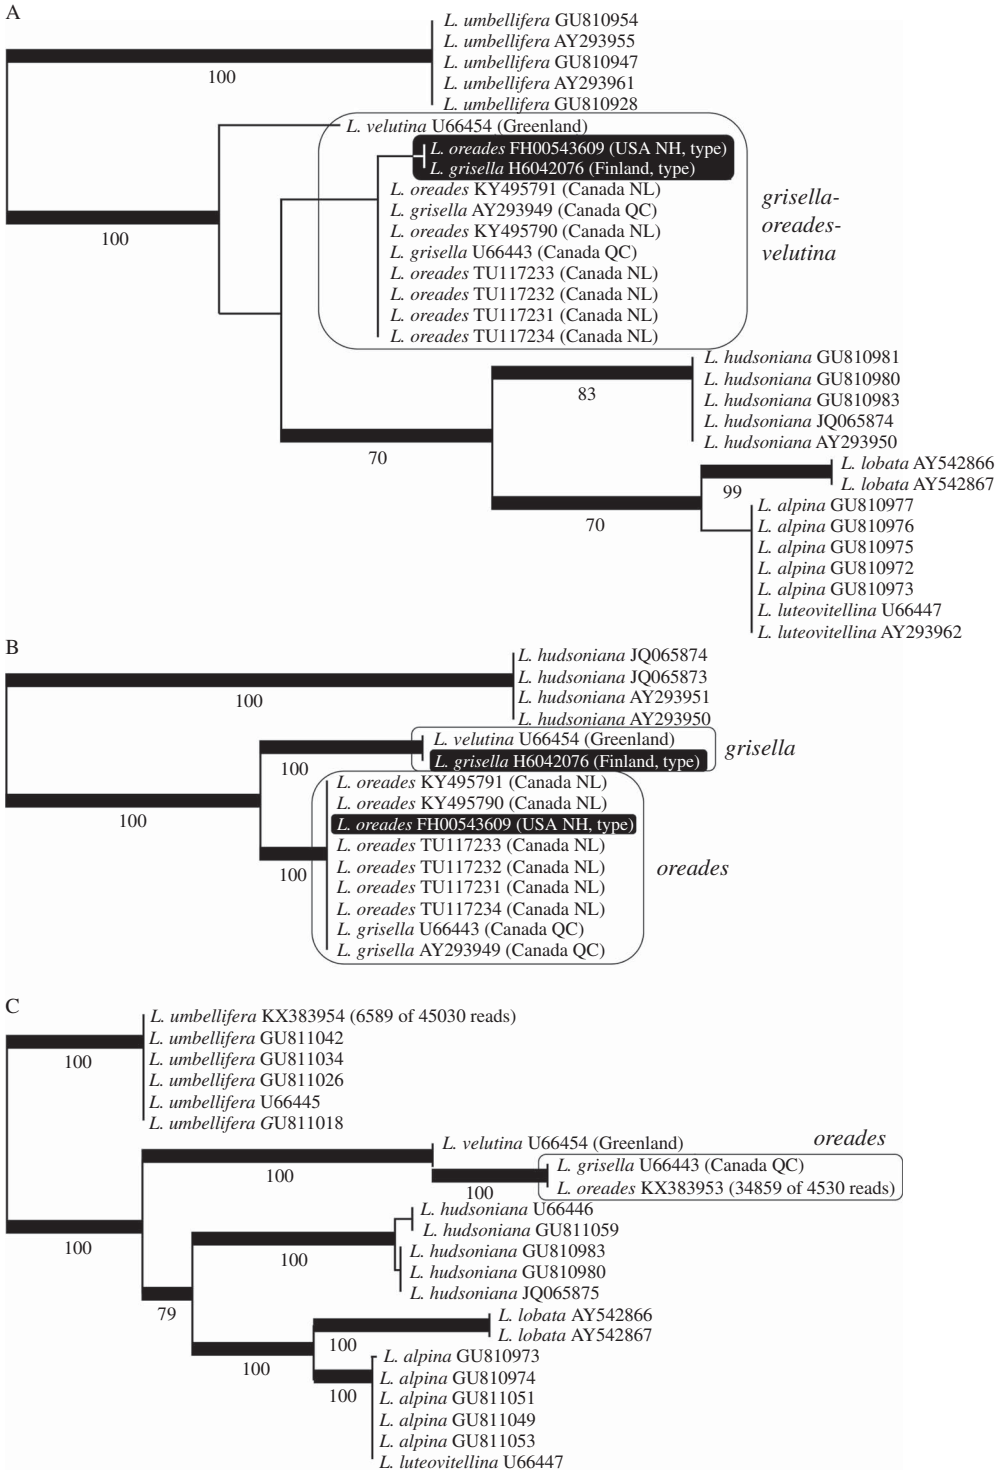 A
L. umbellifera GU810954
L. umbellifera AY293955
L. umbellifera GU810947
L. umbellifera AY293961
L. umbellifera GU810928
100
L. velutina U66454 (Greenland)
L. oreades FH00543609 (USA NH, type)
L. grisella H6042076 (Finland, type)
L. oreades KY495791 (Canada NL)
L. grisella AY293949 (Canada QC)
L. oreades KY495790 (Canada NL)
L. grisella U66443 (Canada QC)
L. oreades TU117233 (Canada NL)
L. oreades TU117232 (Canada NL)
L. oreades TU117231 (Canada NL)
L. oreades TU117234 (Canada NL)
grisella-
oreades-
velutina
100
L. hudsoniana GU810981
L. hudsoniana GU810980
L. hudsoniana GU810983
L. hudsoniana JQ065874
L. hudsoniana AY293950
83
70
L. lobata AY542866
L. lobata AY542867
99
L. alpina GU810977
L. alpina GU810976
L. alpina GU810975
L. alpina GU810972
L. alpina GU810973
L. luteovitellina U66447
L. luteovitellina AY293962
70
B
L. hudsoniana JQ065874
L. hudsoniana JQ065873
L. hudsoniana AY293951
L. hudsoniana AY293950
100
L. velutina U66454 (Greenland)
L. grisella H6042076 (Finland, type)
grisella
100
L. oreades KY495791 (Canada NL)
L. oreades KY495790 (Canada NL)
L. oreades FH00543609 (USA NH, type)
L. oreades TU117233 (Canada NL)
L. oreades TU117232 (Canada NL)
L. oreades TU117231 (Canada NL)
L. oreades TU117234 (Canada NL)
L. grisella U66443 (Canada QC)
L. grisella AY293949 (Canada QC)
oreades
100
100
C
L. umbellifera KX383954 (6589 of 45030 reads)
L. umbellifera GU811042
L. umbellifera GU811034
L. umbellifera GU811026
L. umbellifera U66445
L. umbellifera GU811018
100
L. velutina U66454 (Greenland)
oreades
L. grisella U66443 (Canada QC)
L. oreades KX383953 (34859 of 4530 reads)
100
100
L. hudsoniana U66446
L. hudsoniana GU811059
L. hudsoniana GU810983
L. hudsoniana GU810980
L. hudsoniana JQ065875
100
100
79
L. lobata AY542866
L. lobata AY542867
100
L. alpina GU810973
L. alpina GU810974
L. alpina GU811051
L. alpina GU811049
L. alpina GU811053
L. luteovitellina U66447
100
100